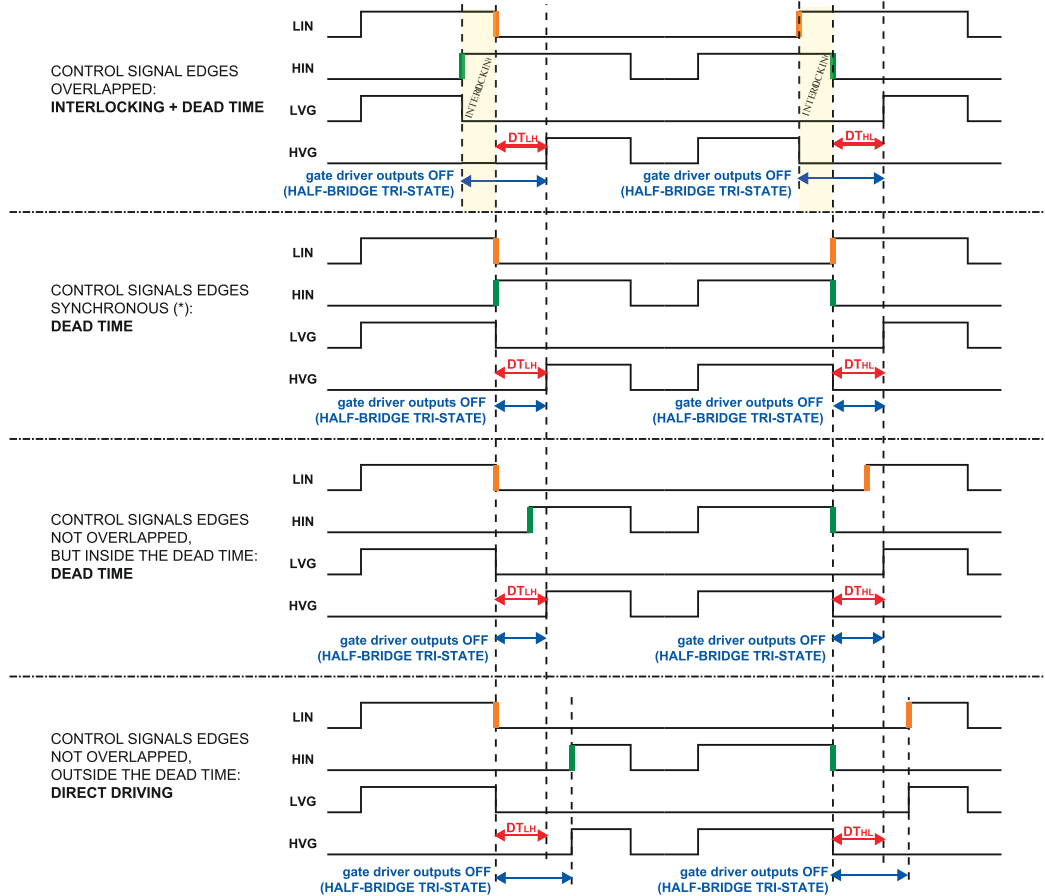 CONTROL SIGNAL EDGES
OVERLAPPED:
INTERLOCKING + DEAD TIME
LIN
HIN
LVG
HVG
INTERLOCKING
INTERLOCKING
DTLH
DTHL
gate driver outputs OFF
(HALF-BRIDGE TRI-STATE)
gate driver outputs OFF
(HALF-BRIDGE TRI-STATE)
CONTROL SIGNALS EDGES
SYNCHRONOUS (*):
DEAD TIME
LIN
HIN
LVG
HVG
DTLH
DTHL
gate driver outputs OFF
(HALF-BRIDGE TRI-STATE)
gate driver outputs OFF
(HALF-BRIDGE TRI-STATE)
CONTROL SIGNALS EDGES
NOT OVERLAPPED,
BUT INSIDE THE DEAD TIME:
DEAD TIME
LIN
HIN
LVG
HVG
DTLH
DTHL
gate driver outputs OFF
(HALF-BRIDGE TRI-STATE)
gate driver outputs OFF
(HALF-BRIDGE TRI-STATE)
CONTROL SIGNALS EDGES
NOT OVERLAPPED,
OUTSIDE THE DEAD TIME:
DIRECT DRIVING
LIN
HIN
LVG
HVG
DTLH
DTHL
gate driver outputs OFF
(HALF-BRIDGE TRI-STATE)
gate driver outputs OFF
(HALF-BRIDGE TRI-STATE)